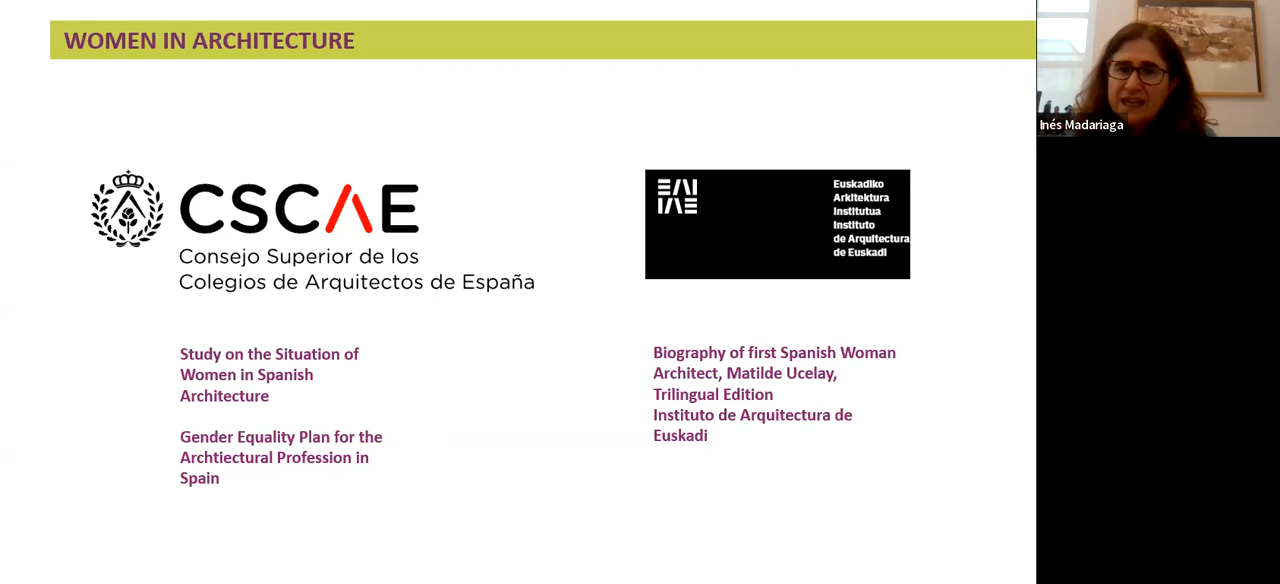 WOMEN IN ARCHITECTURE
Inés Madariaga
CSCAE
Consejo Superior de los
Colegios de Arquitectos de España
Euskadiko
Arkitektura
Institutua
Instituto
de Arquitectura
de Euskadi
Study on the Situation of
Women in Spanish
Architecture
Gender Equality Plan for the
Archtiectural Profession in
Spain
Biography of first Spanish Woman
Architect, Matilde Ucelay,
Trilingual Edition
Instituto de Arquitectura de
Euskadi